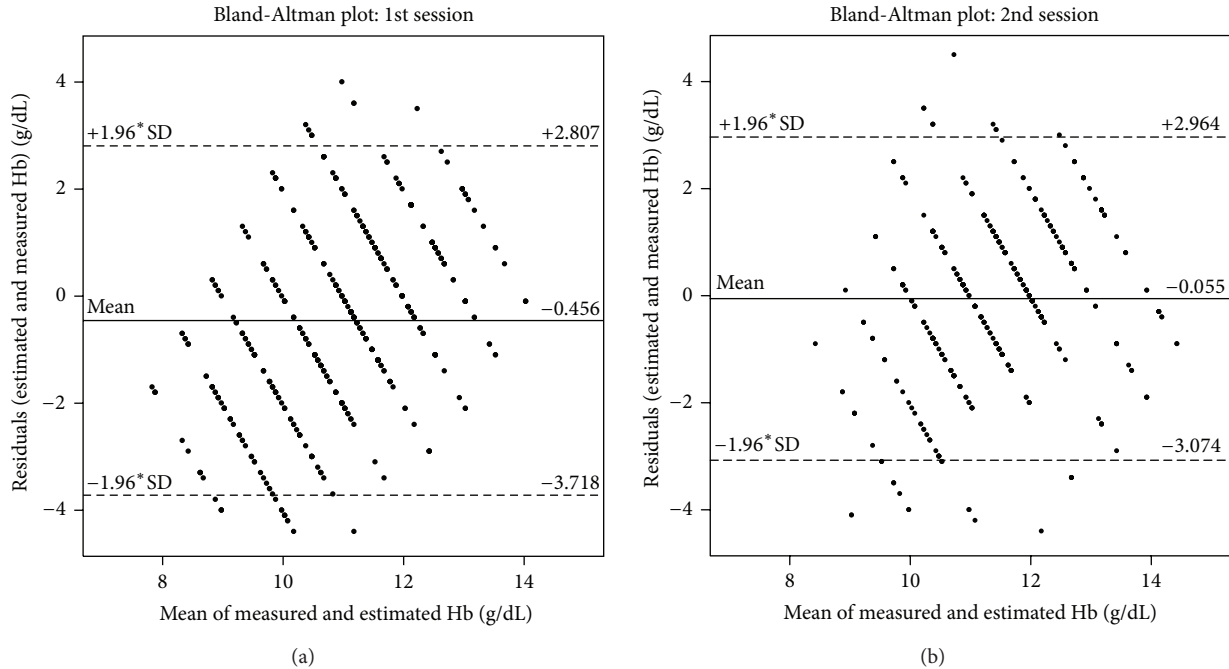 Bland-Altman plot: 1st session
Residuals (estimated and measured Hb) (g/dL)
4
2
0
−2
−4
+1.96* SD
+2.807
Mean
−0.456
−1.96* SD
−3.718
8
10
12
14
Mean of measured and estimated Hb (g/dL)
(a)
Bland-Altman plot: 2nd session
Residuals (estimated and measured Hb) (g/dL)
4
2
0
−2
−4
+1.96* SD
+2.964
Mean
−0.055
−1.96* SD
−3.074
8
10
12
14
Mean of measured and estimated Hb (g/dL)
(b)